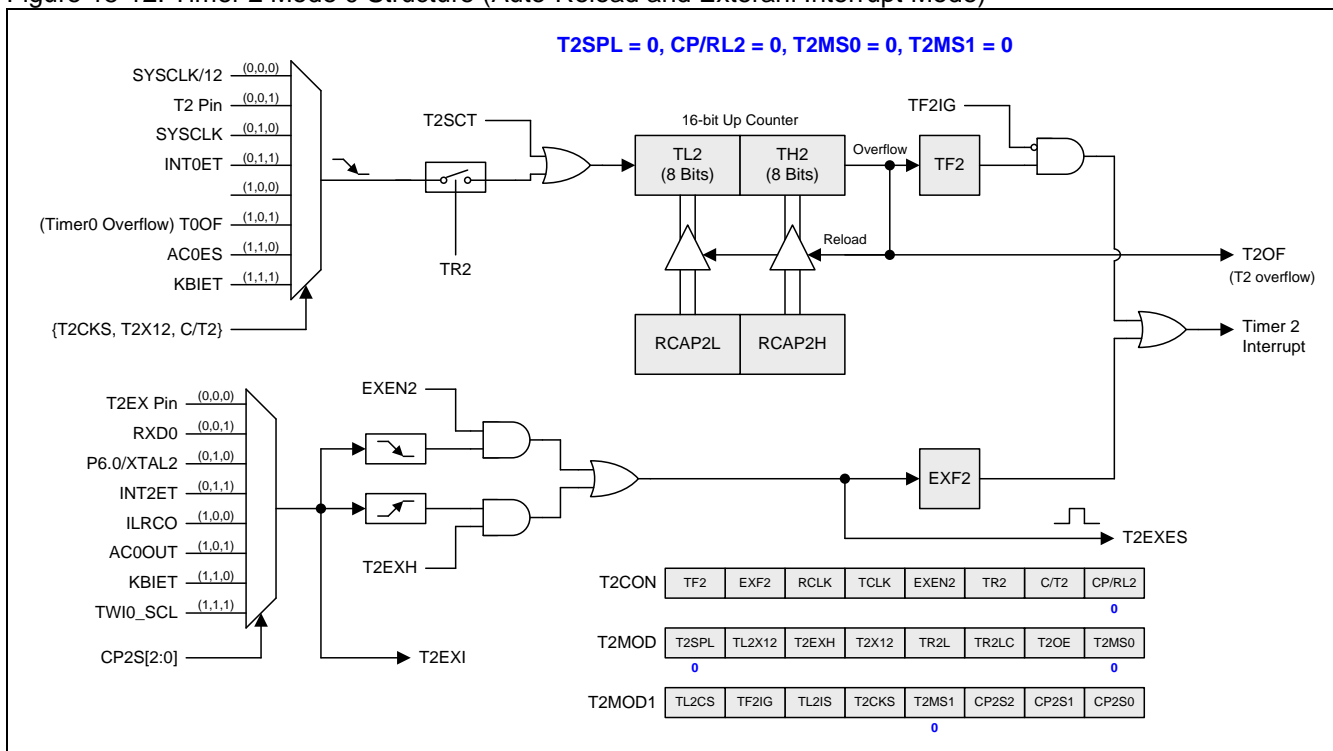 Figure 18-12. Timer 2 Mode 0 Structure (Auto-Reload and Exteranl Interrupt Mode)
T2SPL = 0, CP/RL2 = 0, T2MS0 = 0, T2MS1 = 0
SYSCLK/12 (0,0,0)
T2 Pin (0,0,1)
SYSCLK (0,1,0)
INT0ET (0,1,1)
(1,0,0)
(Timer0 Overflow) T0OF (1,0,1)
AC0ES (1,1,0)
KBIET (1,1,1)
{T2CKS, T2X12, C/T2}
T2SCT
TR2
16-bit Up Counter
TL2
(8 Bits)
TH2
(8 Bits)
Overflow
TF2
TF2IG
Reload
RCAP2L
RCAP2H
T2OF
(T2 overflow)
Timer 2
Interrupt
T2EX Pin (0,0,0)
RXD0 (0,0,1)
P6.0/XTAL2 (0,1,0)
INT2ET (0,1,1)
ILRCO (1,0,0)
AC0OUT (1,0,1)
KBIET (1,1,0)
TWI0_SCL (1,1,1)
CP2S[2:0]
EXEN2
T2EXH
T2EXI
EXF2
T2EXES
T2CON TF2 EXF2 RCLK TCLK EXEN2 TR2 C/T2 CP/RL2
0
T2MOD T2SPL TL2X12 T2EXH T2X12 TR2L TR2LC T2OE T2MS0
0 0
T2MOD1 TL2CS TF2IG TL2IS T2CKS T2MS1 CP2S2 CP2S1 CP2S0
0